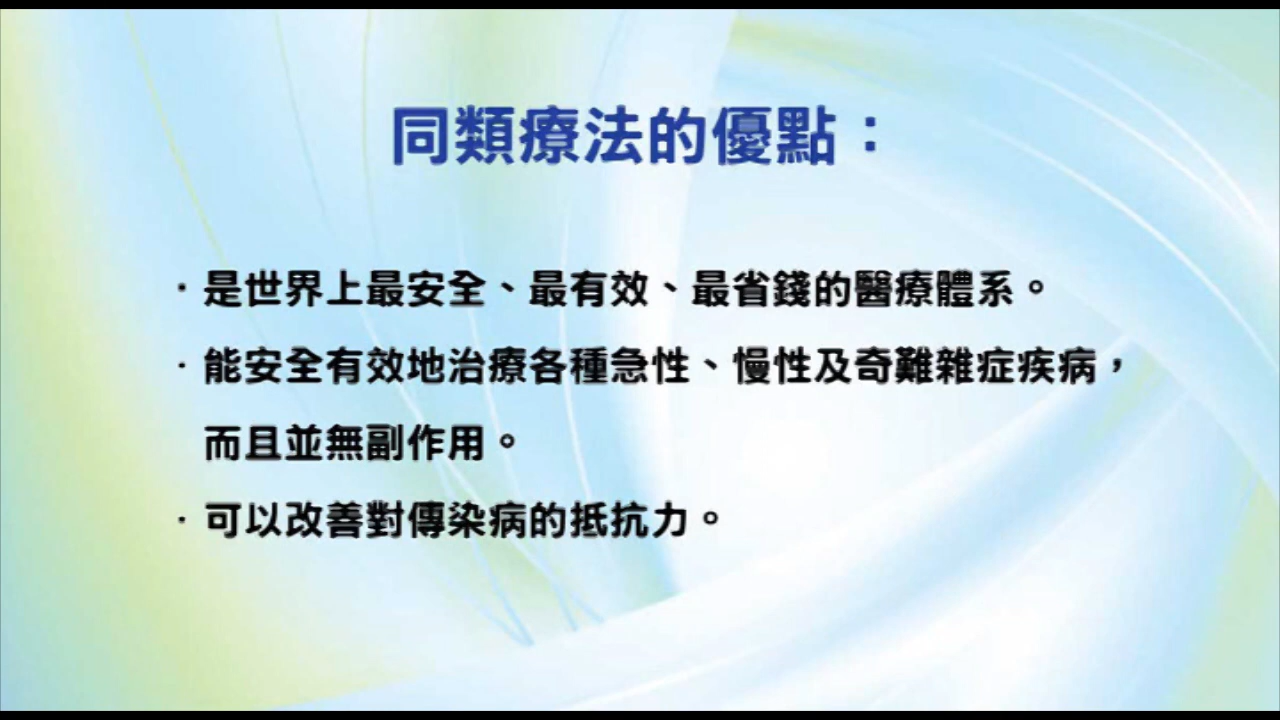 同類療法的優點：
· 是世界上最安全、最有效、最省錢的醫療體系。
· 能安全有效地治療各種急性、慢性及奇難雜症疾病，
而且並無副作用。
· 可以改善對傳染病的抵抗力。